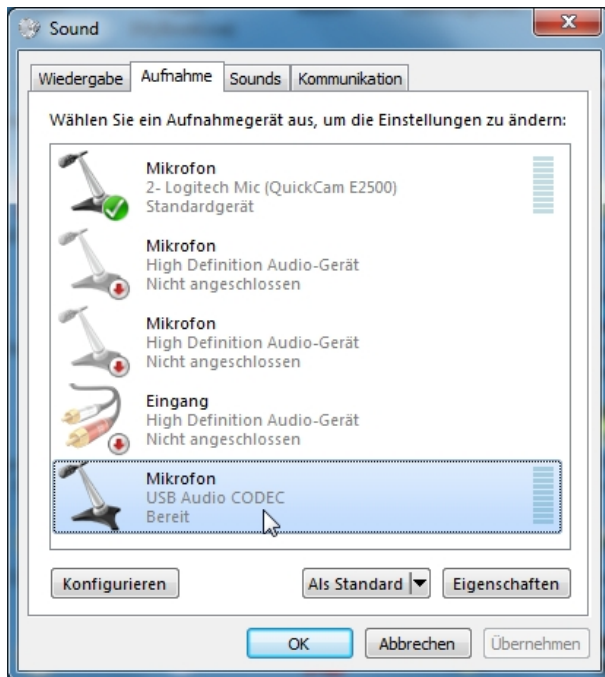 Sound
Wiedergabe Aufnahme Sounds Kommunikation
Wählen Sie ein Aufnahmegerät aus, um die Einstellungen zu ändern:
Mikrofon
2- Logitech Mic (QuickCam E2500)
Standardgerät
Mikrofon
High Definition Audio-Gerät
Nicht angeschlossen
Mikrofon
High Definition Audio-Gerät
Nicht angeschlossen
Eingang
High Definition Audio-Gerät
Nicht angeschlossen
Mikrofon
USB Audio CODEC
Bereit
Konfigurieren Als Standard Eigenschaften
OK Abbrechen Übernehmen